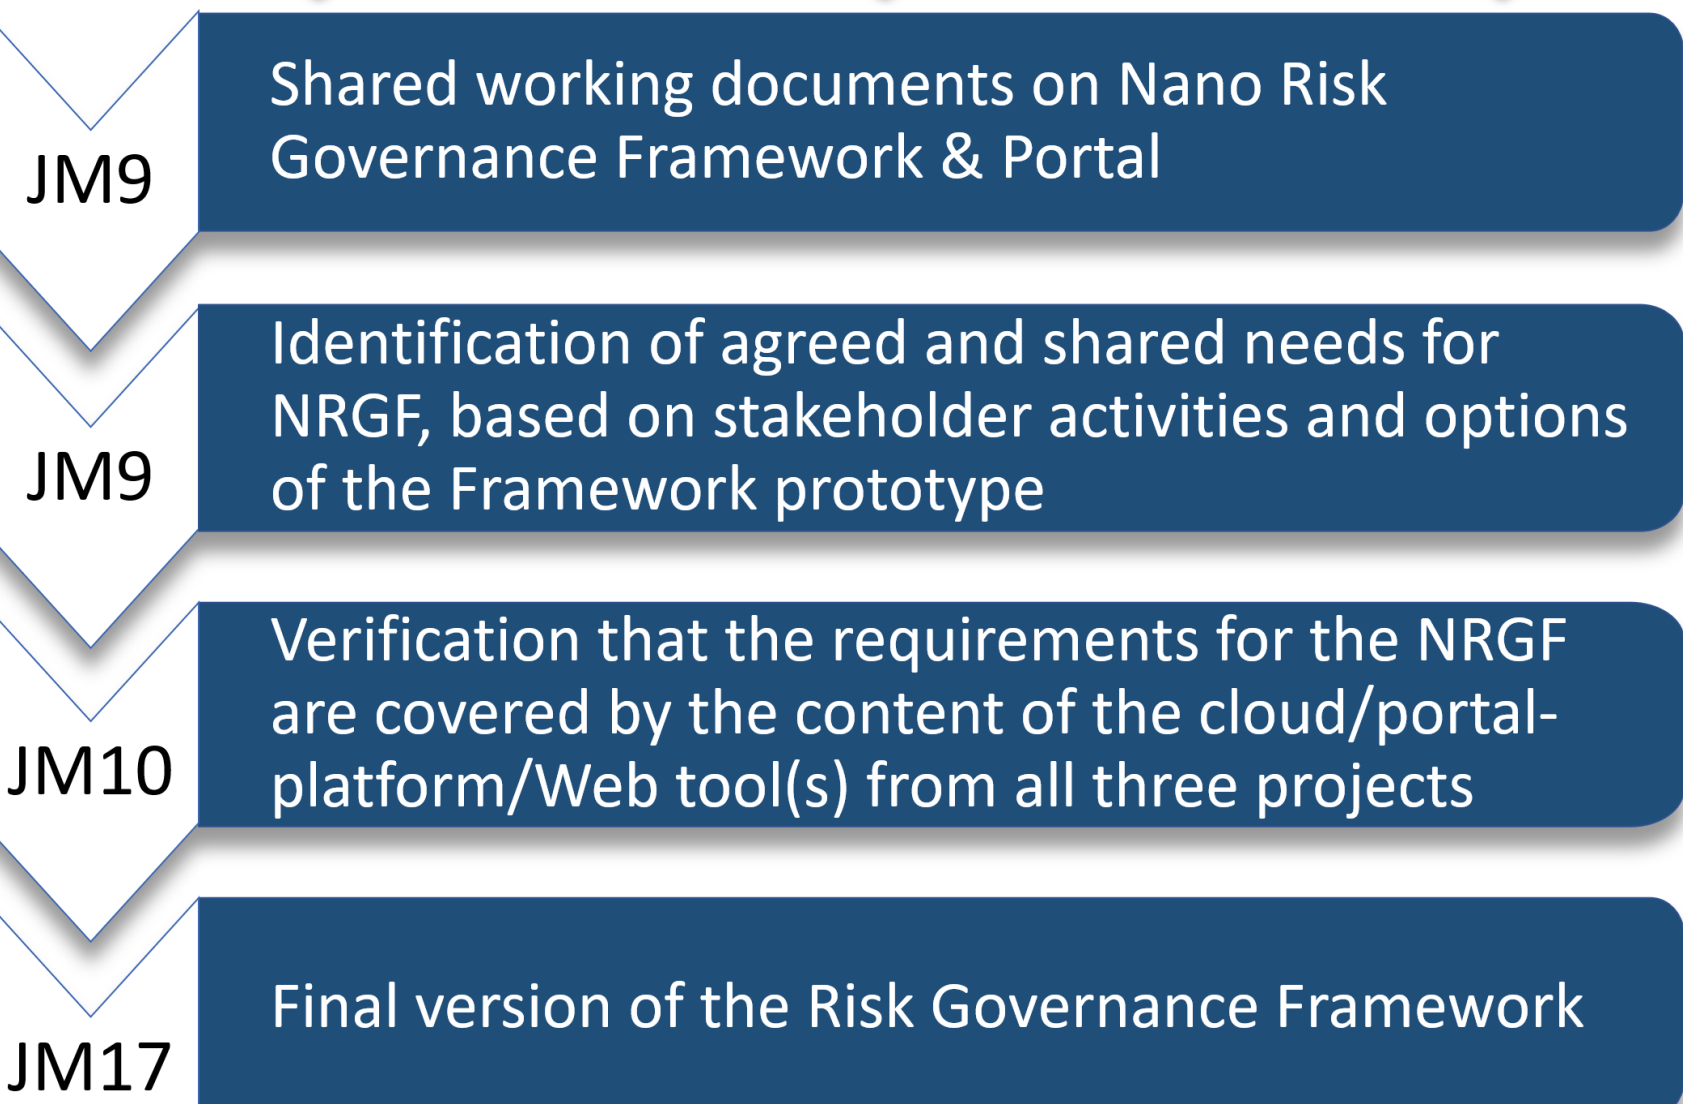 JM9
Shared working documents on Nano Risk
Governance Framework & Portal
JM9
Identification of agreed and shared needs for
NRGF, based on stakeholder activities and options
of the Framework prototype
JM10
Verification that the requirements for the NRGF
are covered by the content of the cloud/portal-
platform/Web tool(s) from all three projects
JM17
Final version of the Risk Governance Framework